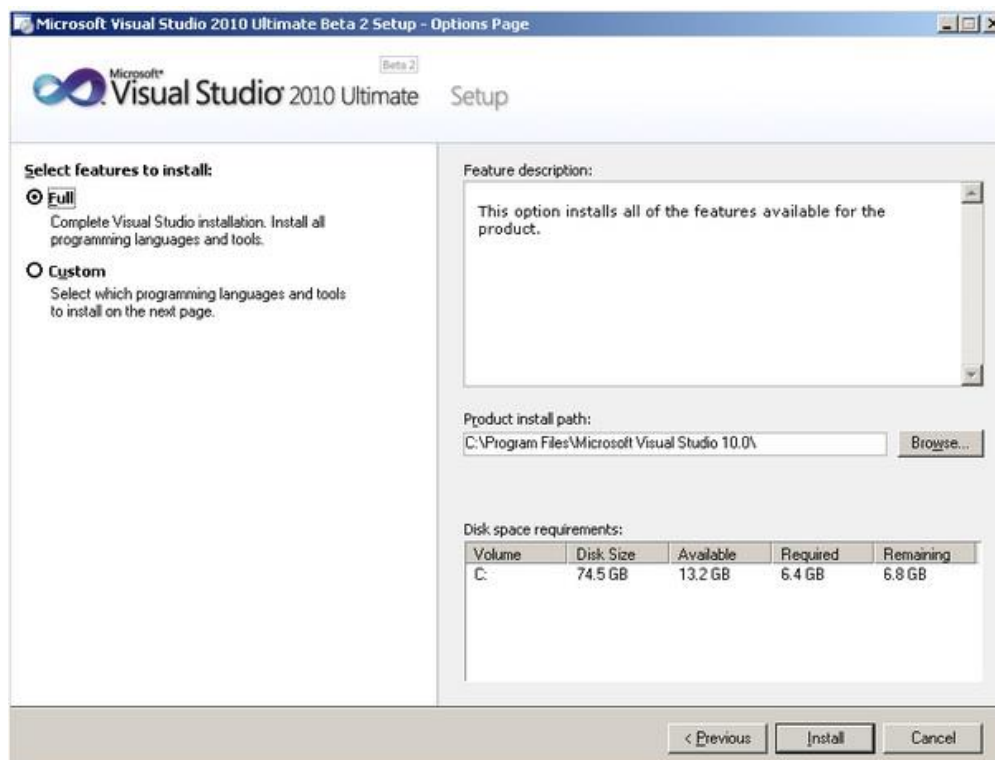 Microsoft Visual Studio 2010 Ultimate Beta 2 Setup - Options Page
Beta 2
Microsoft®
Visual Studio® 2010 Ultimate Setup
Select features to install:
Full
Complete Visual Studio installation. Install all
programming languages and tools.
Custom
Select which programming languages and tools
to install on the next page.
Feature description:
This option installs all of the features available for the
product.
Product install path:
C:\Program Files\Microsoft Visual Studio 10.0\
Browse...
Disk space requirements:
Volume Disk Size Available Required Remaining
C: 74.5 GB 13.2 GB 6.4 GB 6.8 GB
< Previous Install Cancel